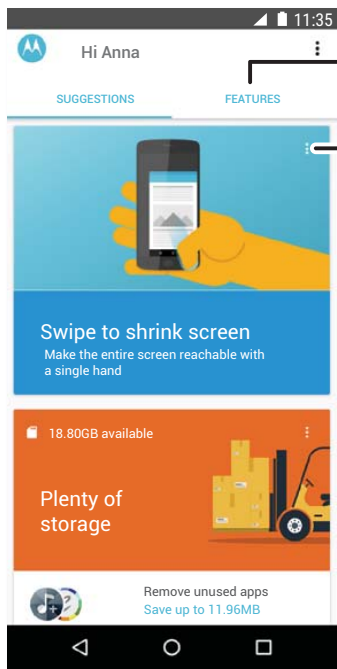 11:35
Hi Anna
SUGGESTIONS FEATURES
Swipe to shrink screen
Make the entire screen reachable with
a single hand
18.80GB available
Plenty of
storage
Remove unused apps
Save up to 11.96MB